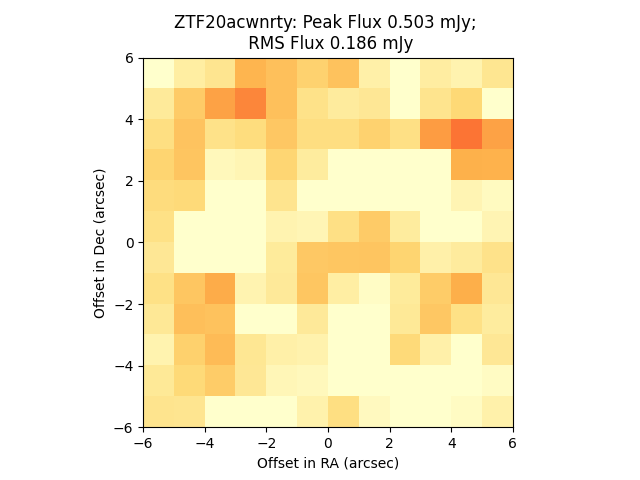 ZTF20acwnrty: Peak Flux 0.503 mJy;
RMS Flux 0.186 mJy
6
4
2
0
−2
−4
−6
Offset in Dec (arcsec)
−6 −4 −2 0 2 4 6
Offset in RA (arcsec)